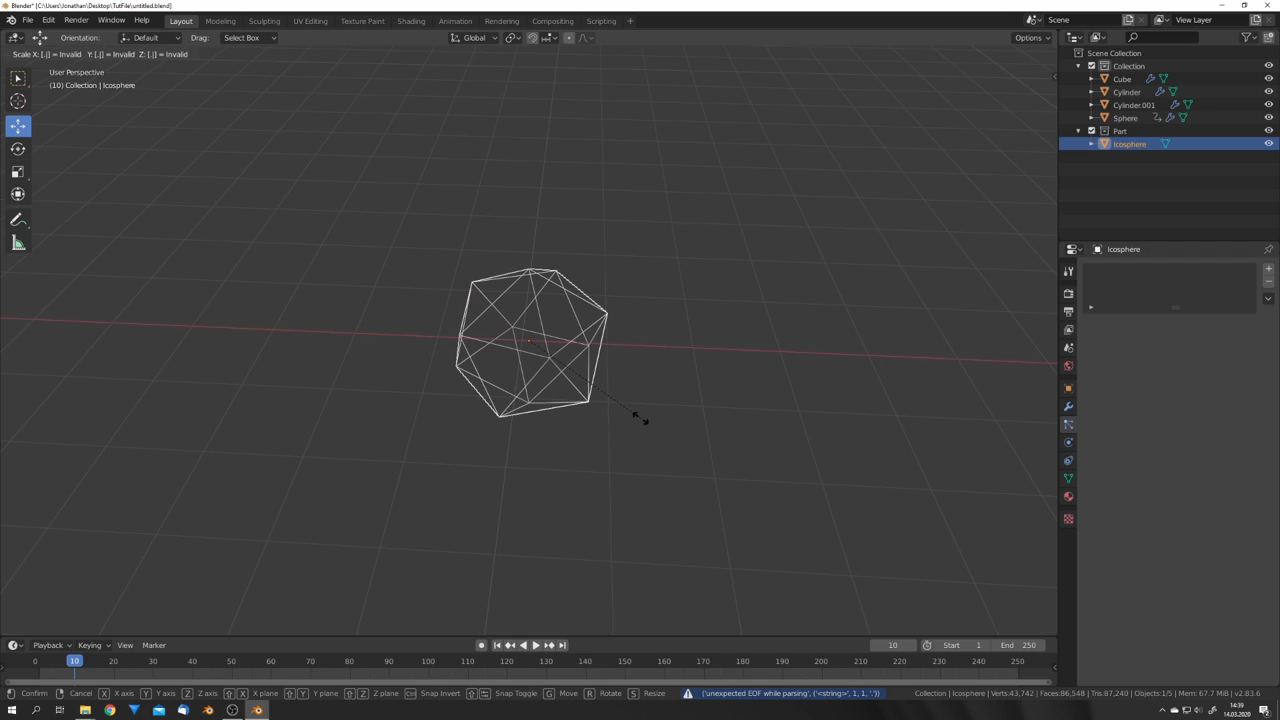 Blender* [C:\Users\Jonathan\Desktop\TutFile\untitled.blend]
File Edit Render Window Help Layout Modeling Sculpting UV Editing Texture Paint Shading Animation Rendering Compositing Scripting Scene View Layer
Orientation: Default Drag: Select Box Global Options
Scale X: [.|] = Invalid Y: [.|] = Invalid Z: [.|] = Invalid
User Perspective
(10) Collection | Icosphere
Scene Collection
Collection
Cube
Cylinder
Cylinder.001
Sphere
Part
Icosphere
Icosphere
Playback Keying View Marker 10 Start 1 End 250
0 10 20 30 40 50 60 70 80 90 100 110 120 130 140 150 160 170 180 190 200 210 220 230 240 250
Confirm Cancel X X axis Y Y axis Z Z axis X X plane Y Y plane Z Z plane Ctrl Snap Invert Snap Toggle G Move R Rotate S Resize ('unexpected EOF while parsing', ('<string>', 1, 1, '.')) Collection | Icosphere | Verts:43,742 | Faces:86,548 | Tris:87,240 | Objects:1/5 | Mem: 67.7 MiB | v2.83.6
14:39
14.03.2020